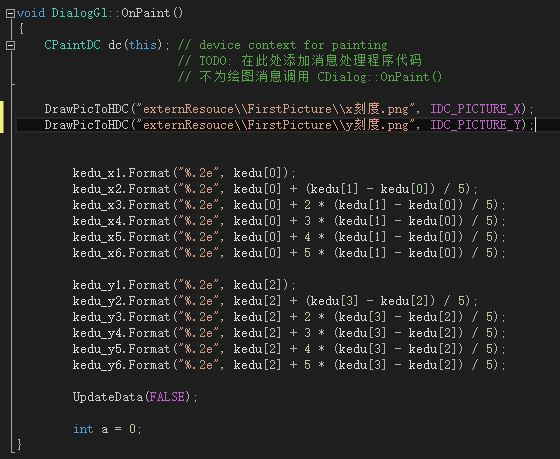 void DialogGl::OnPaint()
{
CPaintDC dc(this); // device context for painting
// TODO: 在此处添加消息处理程序代码
// 不为绘图消息调用 CDialog::OnPaint()
DrawPicToHDC("externResouce\\FirstPicture\\x刻度.png", IDC_PICTURE_X);
DrawPicToHDC("externResouce\\FirstPicture\\y刻度.png", IDC_PICTURE_Y);
kedu_x1.Format("%.2e", kedu[0]);
kedu_x2.Format("%.2e", kedu[0] + (kedu[1] - kedu[0]) / 5);
kedu_x3.Format("%.2e", kedu[0] + 2 * (kedu[1] - kedu[0]) / 5);
kedu_x4.Format("%.2e", kedu[0] + 3 * (kedu[1] - kedu[0]) / 5);
kedu_x5.Format("%.2e", kedu[0] + 4 * (kedu[1] - kedu[0]) / 5);
kedu_x6.Format("%.2e", kedu[0] + 5 * (kedu[1] - kedu[0]) / 5);
kedu_y1.Format("%.2e", kedu[2]);
kedu_y2.Format("%.2e", kedu[2] + (kedu[3] - kedu[2]) / 5);
kedu_y3.Format("%.2e", kedu[2] + 2 * (kedu[3] - kedu[2]) / 5);
kedu_y4.Format("%.2e", kedu[2] + 3 * (kedu[3] - kedu[2]) / 5);
kedu_y5.Format("%.2e", kedu[2] + 4 * (kedu[3] - kedu[2]) / 5);
kedu_y6.Format("%.2e", kedu[2] + 5 * (kedu[3] - kedu[2]) / 5);
UpdateData(FALSE);
int a = 0;
}